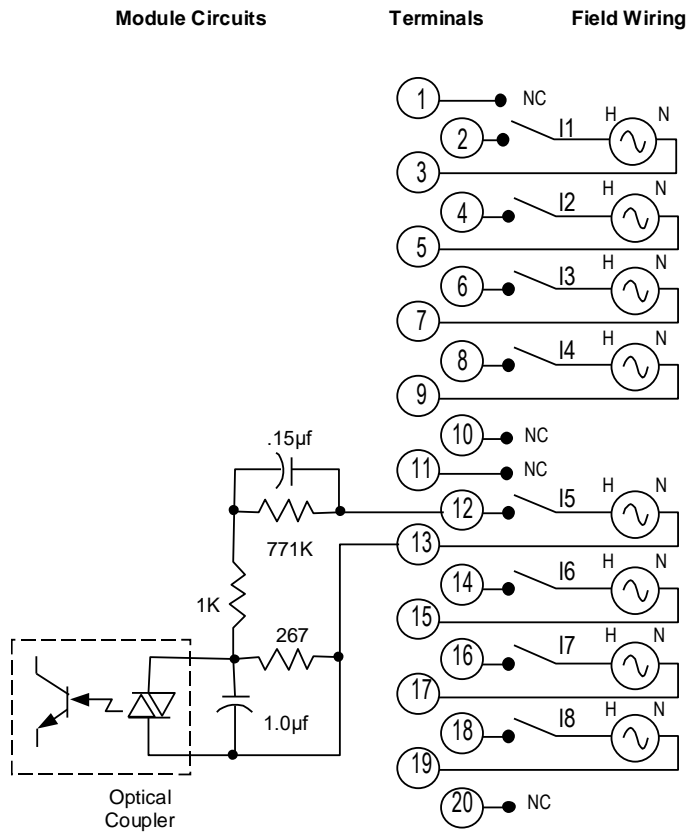 Module Circuits Terminals Field Wiring
1 NC
2 I1 H N
3
4 I2 H N
5
6 I3 H N
7
8 I4 H N
9
10 NC
.15µf
11 NC
12 I5 H N
771K
13
14 I6 H N
1K
15
267
16 I7 H N
17
1.0µf
18 I8 H N
19
Optical
Coupler
20 NC